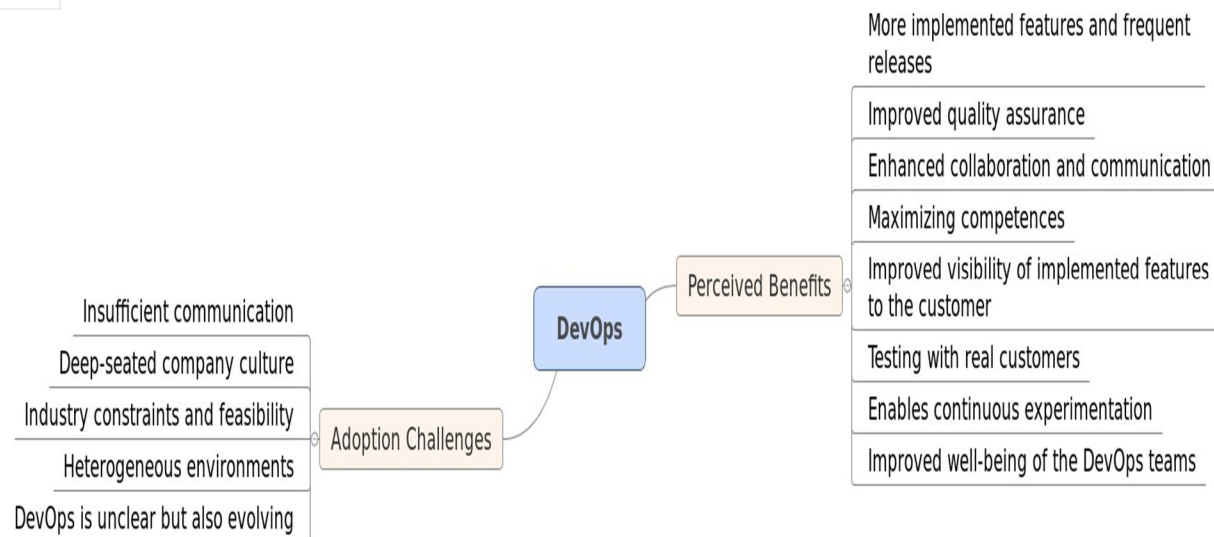 More implemented features and frequent
releases
Improved quality assurance
Enhanced collaboration and communication
Maximizing competences
Improved visibility of implemented features
to the customer
Testing with real customers
Enables continuous experimentation
Improved well-being of the DevOps teams
Perceived Benefits
DevOps
Adoption Challenges
Insufficient communication
Deep-seated company culture
Industry constraints and feasibility
Heterogeneous environments
DevOps is unclear but also evolving